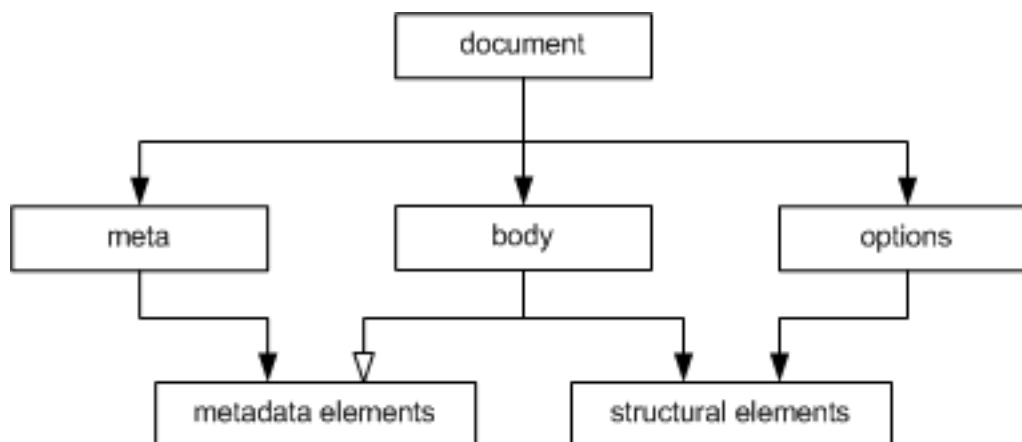 document
meta
body
options
metadata elements
structural elements